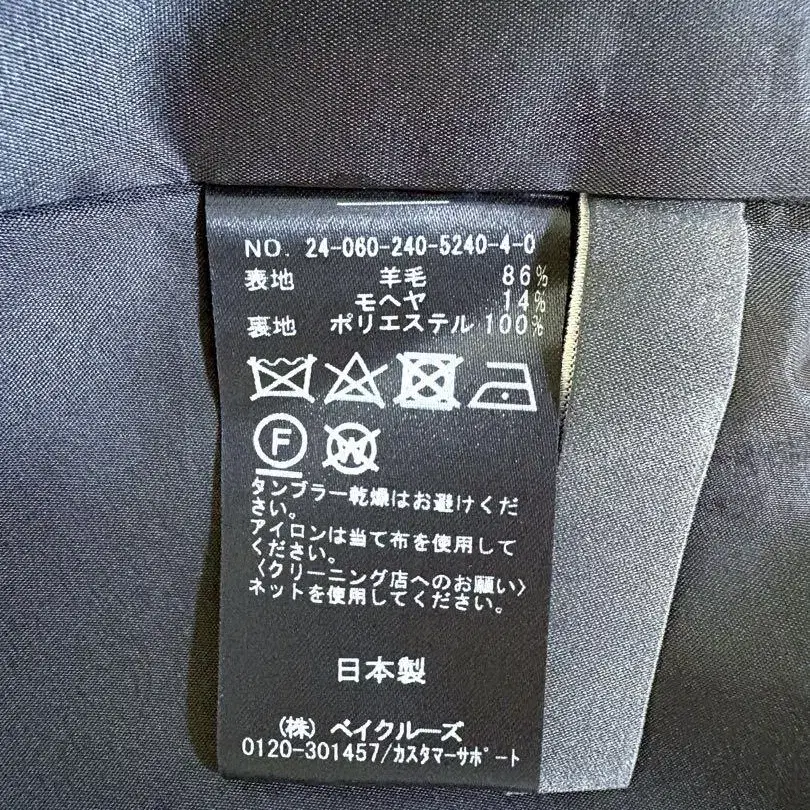 NO. 24-060-240-5240-4-0
表地 羊毛 86%
モヘヤ 14%
裏地 ポリエステル 100%
F
W
タンブラー乾燥はお避けくだ
さい。
アイロンは当て布を使用して
ください。
〈クリーニング店へのお願い〉
ネットを使用してください。
日本製
(株) ベイクルーズ
0120-301457/カスタマーサポート